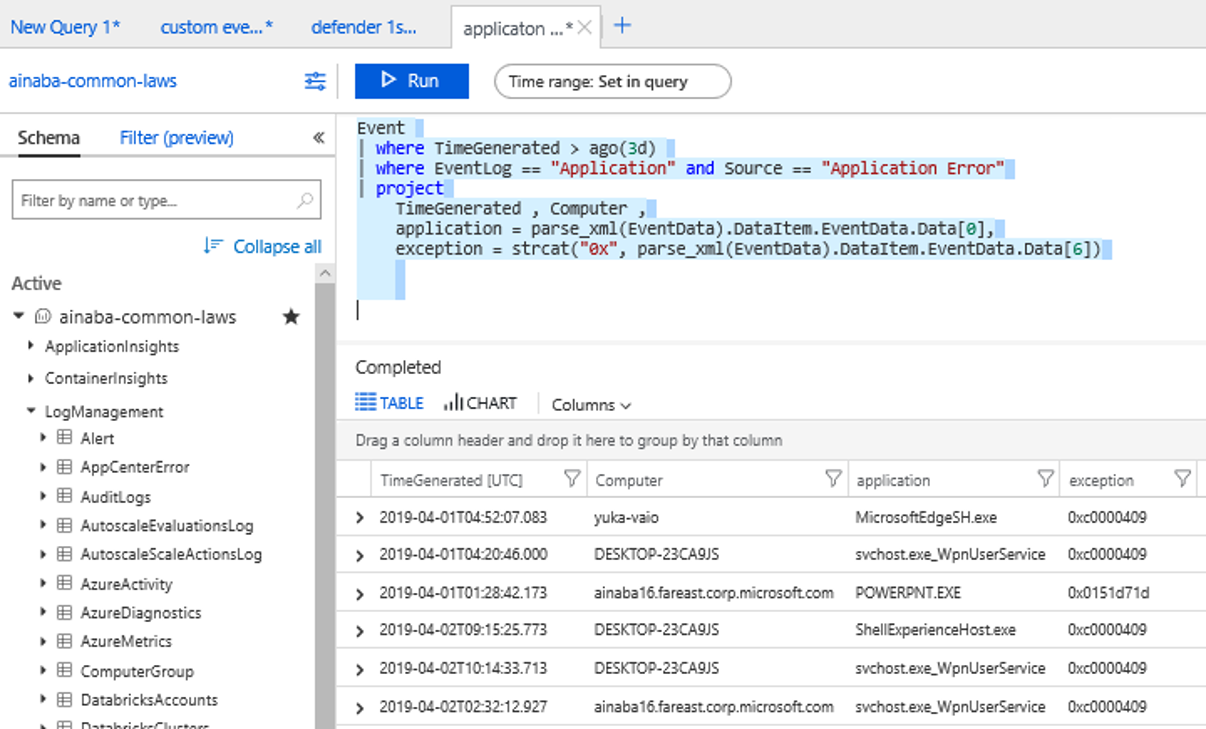 New Query 1* custom eve...* defender 1s... applicaton ...*
ainaba-common-laws Run Time range: Set in query
Schema Filter (preview) «
Filter by name or type...
Collapse all
Active
ainaba-common-laws
ApplicationInsights
ContainerInsights
LogManagement
Alert
AppCenterError
AuditLogs
AutoscaleEvaluationsLog
AutoscaleScaleActionsLog
AzureActivity
AzureDiagnostics
AzureMetrics
ComputerGroup
DatabricksAccounts
DatabricksClusters
Event
| where TimeGenerated > ago(3d)
| where EventLog == "Application" and Source == "Application Error"
| project
TimeGenerated , Computer ,
application = parse_xml(EventData).DataItem.EventData.Data[0],
exception = strcat("0x", parse_xml(EventData).DataItem.EventData.Data[6])
Completed
TABLE CHART Columns
Drag a column header and drop it here to group by that column
TimeGenerated [UTC] Computer application exception
2019-04-01T04:52:07.083 yuka-vaio MicrosoftEdgeSH.exe 0xc0000409
2019-04-01T04:20:46.000 DESKTOP-23CA9JS svchost.exe_WpnUserService 0xc0000409
2019-04-01T01:28:42.173 ainaba16.fareast.corp.microsoft.com POWERPNT.EXE 0x0151d71d
2019-04-02T09:15:25.773 DESKTOP-23CA9JS ShellExperienceHost.exe 0xc0000409
2019-04-02T10:14:33.713 DESKTOP-23CA9JS svchost.exe_WpnUserService 0xc0000409
2019-04-02T02:32:12.927 ainaba16.fareast.corp.microsoft.com svchost.exe_WpnUserService 0xc0000409